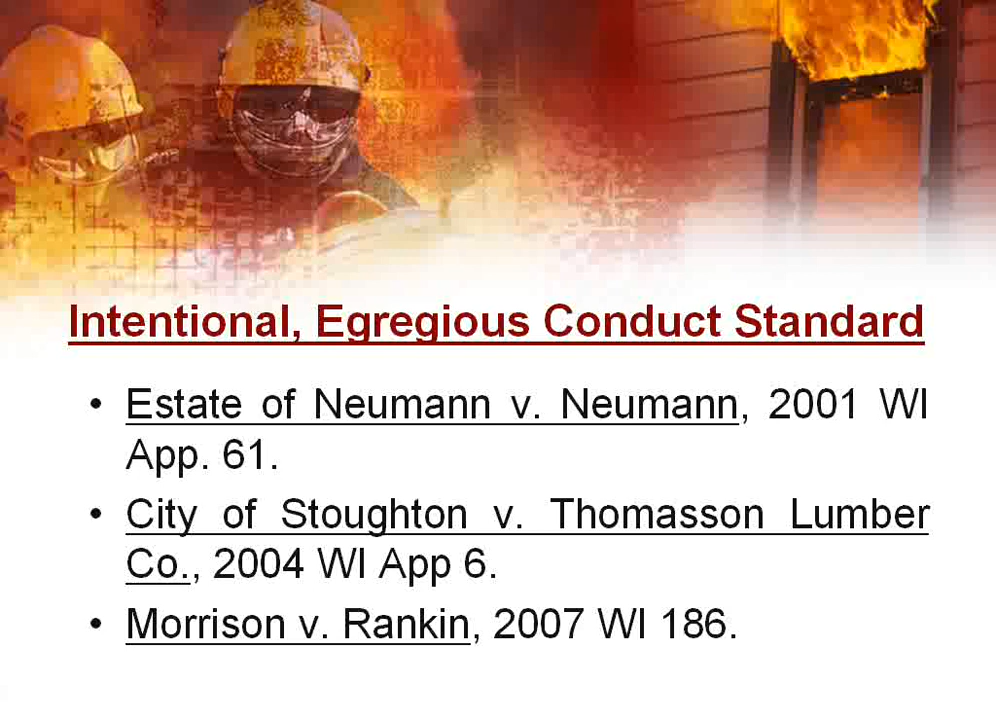 Intentional, Egregious Conduct Standard
• Estate of Neumann v. Neumann, 2001 WI
App. 61.
• City of Stoughton v. Thomasson Lumber
Co., 2004 WI App 6.
• Morrison v. Rankin, 2007 WI 186.